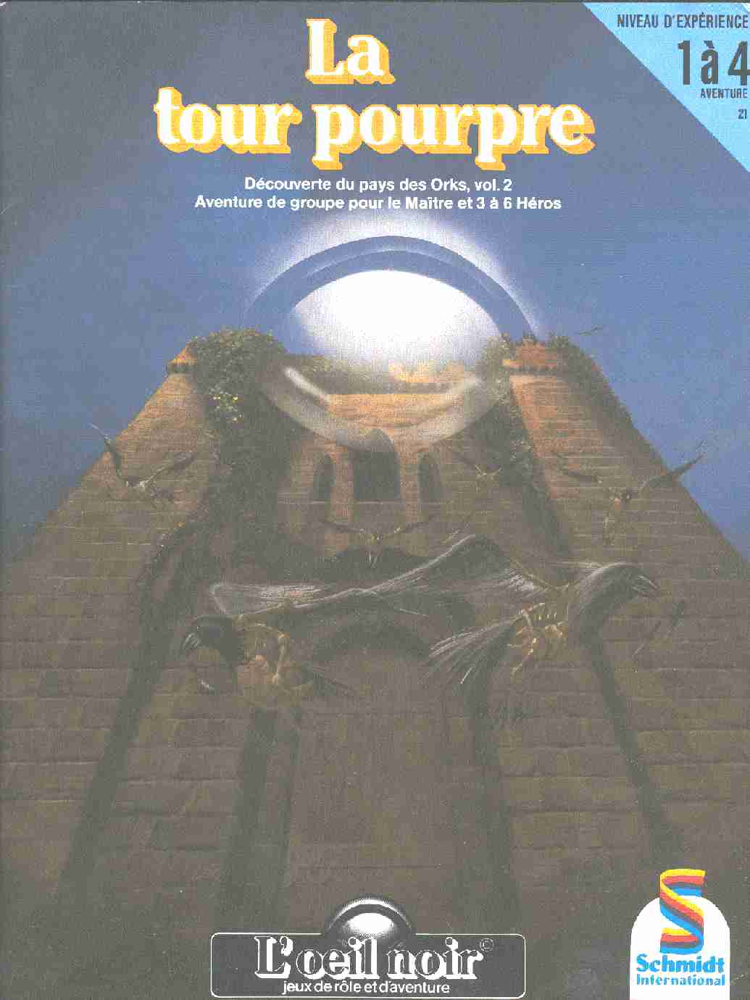 La
tour pourpre
NIVEAU D'EXPÉRIENCE
1 à 4
AVENTURE
21
Découverte du pays des Orks, vol. 2
Aventure de groupe pour le Maître et 3 à 6 Héros
L'oeil noir©
jeux de rôle et d'aventure
Schmidt
International